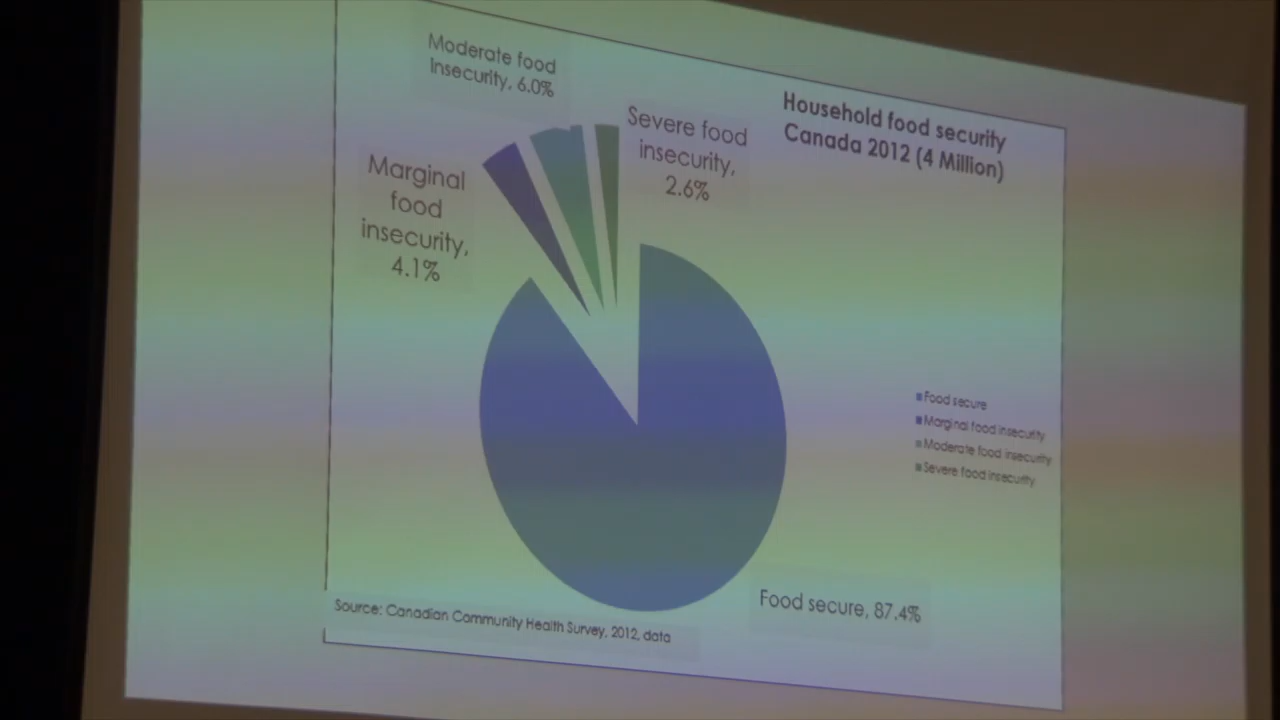 Moderate food
Insecurity, 6.0%
Household food security
Canada 2012 (4 Million)
Severe food
insecurity,
2.6%
Marginal
food
insecurity,
4.1%
Food secure
Marginal food insecurity
Moderate food insecurity
Severe food insecurity
Food secure, 87.4%
Source: Canadian Community Health Survey, 2012, data